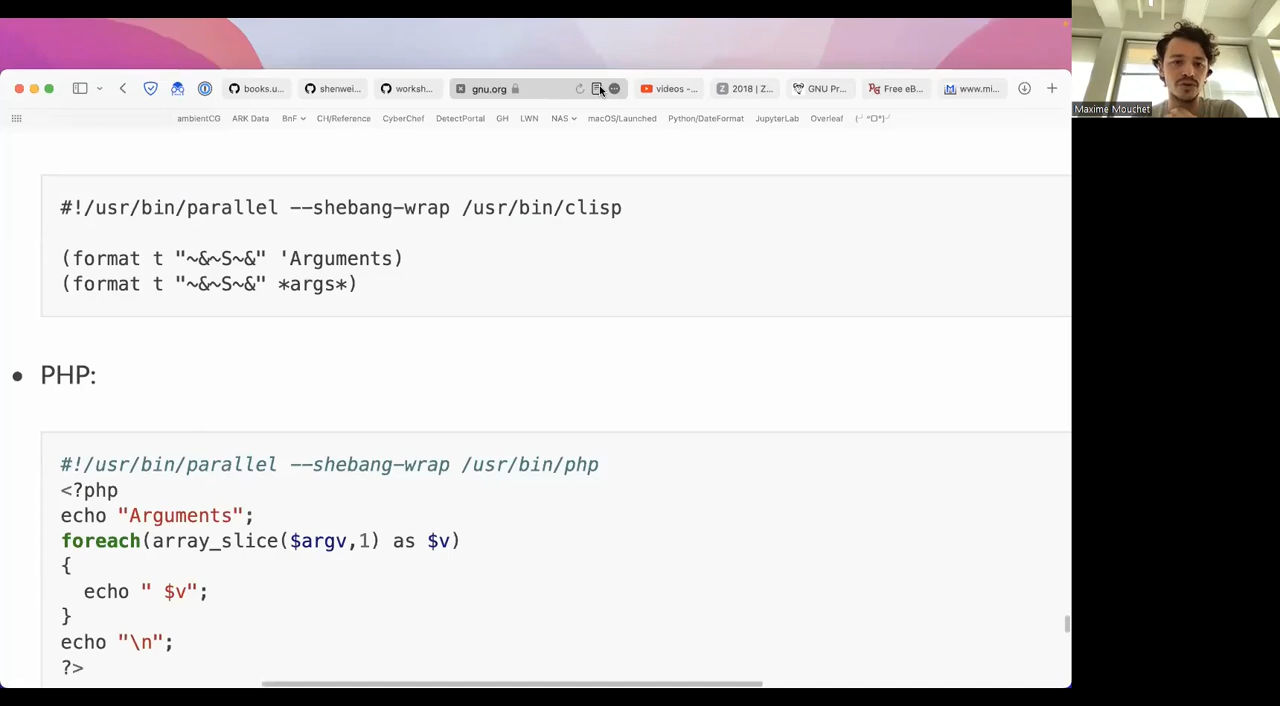 books.u...
shenwei...
worksh...
gnu.org
videos -...
2018 | Z...
GNU Pr...
Free eB...
www.mi...
ambientCG
ARK Data
BnF
CH/Reference
CyberChef
DetectPortal
GH
LWN
NAS
macOS/Launched
Python/DateFormat
JupyterLab
Overleaf
Maxime Mouchet
#!/usr/bin/parallel --shebang-wrap /usr/bin/clisp
(format t "~&~S~&" 'Arguments)
(format t "~&~S~&" *args*)
• PHP:
#!/usr/bin/parallel --shebang-wrap /usr/bin/php
<?php
echo "Arguments";
foreach(array_slice($argv,1) as $v)
{
echo " $v";
}
echo "\n";
?>